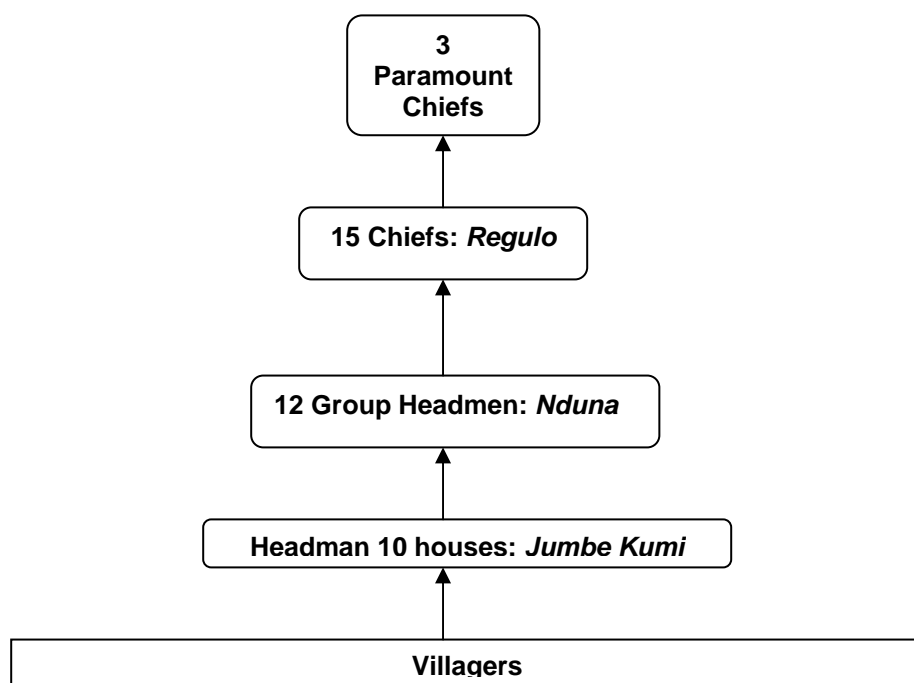 3
Paramount
Chiefs
15 Chiefs: Regulo
12 Group Headmen: Nduna
Headman 10 houses: Jumbe Kumi
Villagers